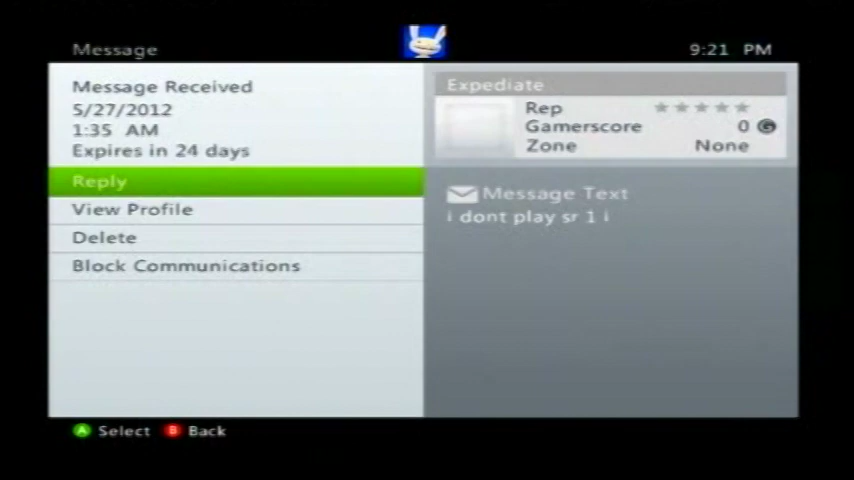 Message
9:21 PM
Message Received
5/27/2012
1:35 AM
Expires in 24 days
Reply
View Profile
Delete
Block Communications
Expediate
Rep
Gamerscore 0 G
Zone None
Message Text
i dont play sr 1 i
A Select B Back